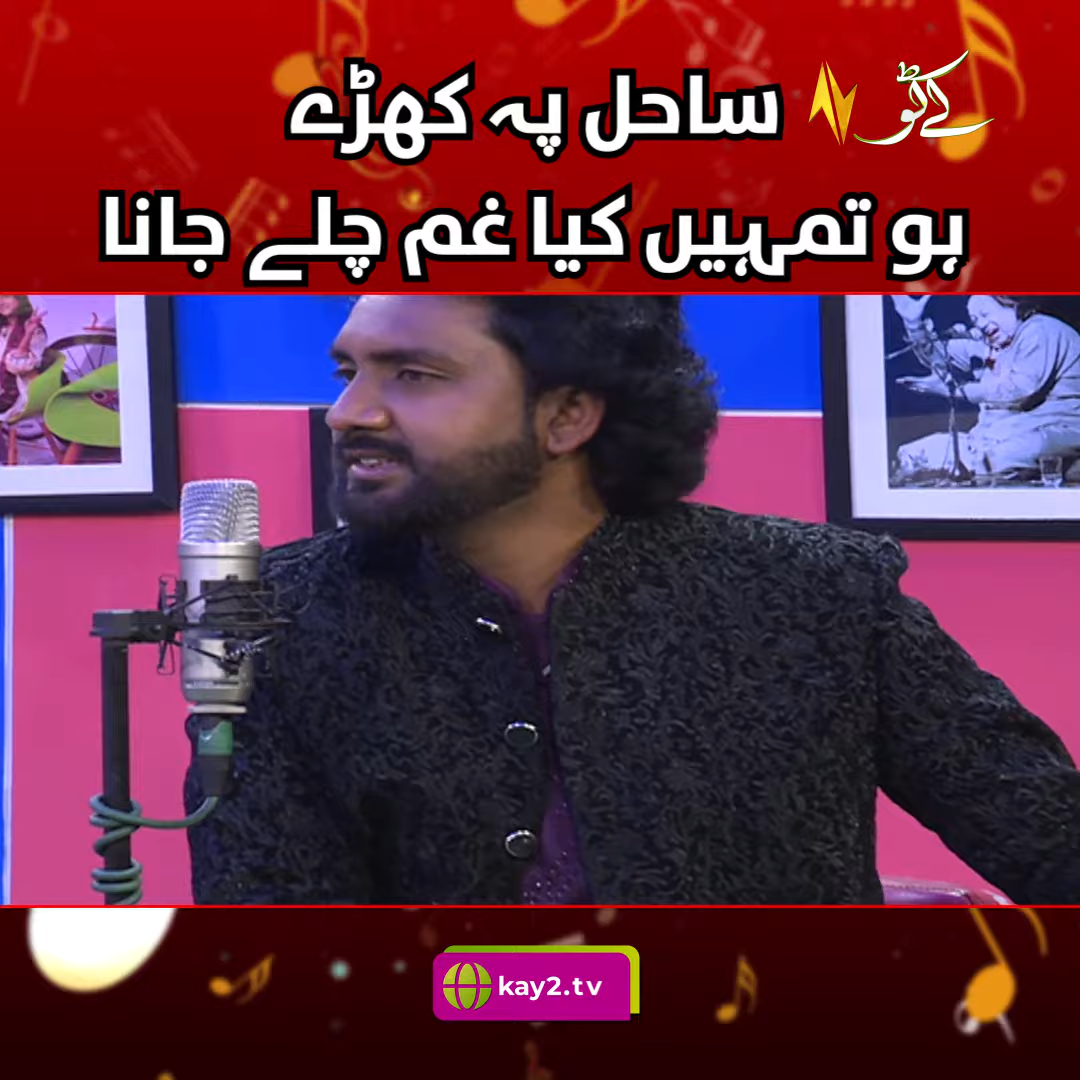 کے ٹو
ساحل پہ کھڑے
ہو تمہیں کیا غم چلے جانا
kay2.tv